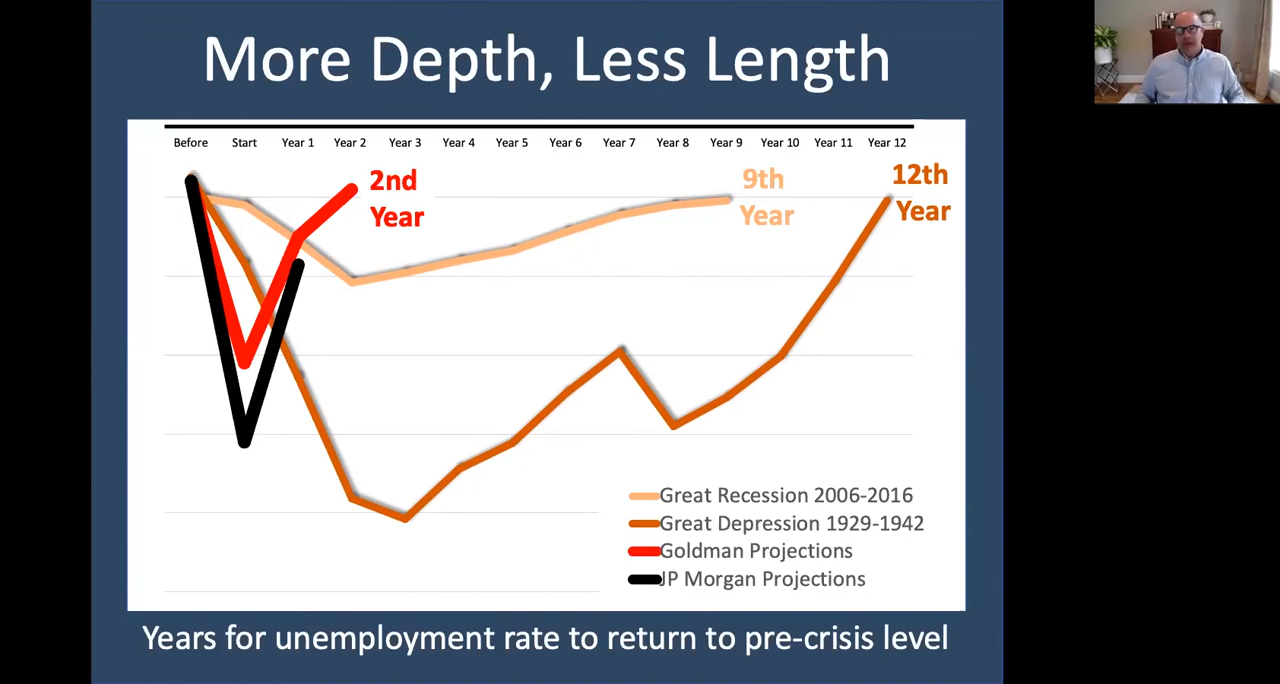 More Depth, Less Length
Before Start Year 1 Year 2 Year 3 Year 4 Year 5 Year 6 Year 7 Year 8 Year 9 Year 10 Year 11 Year 12
2nd
Year
9th
Year
12th
Year
Great Recession 2006-2016
Great Depression 1929-1942
Goldman Projections
JP Morgan Projections
Years for unemployment rate to return to pre-crisis level